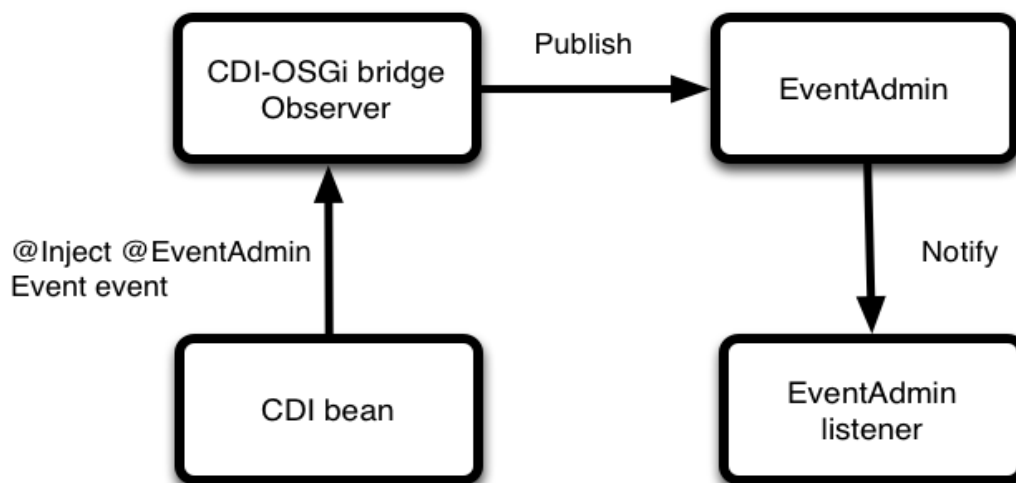 Publish
CDI-OSGi bridge
Observer
EventAdmin
@Inject @EventAdmin
Event event
Notify
CDI bean
EventAdmin
listener